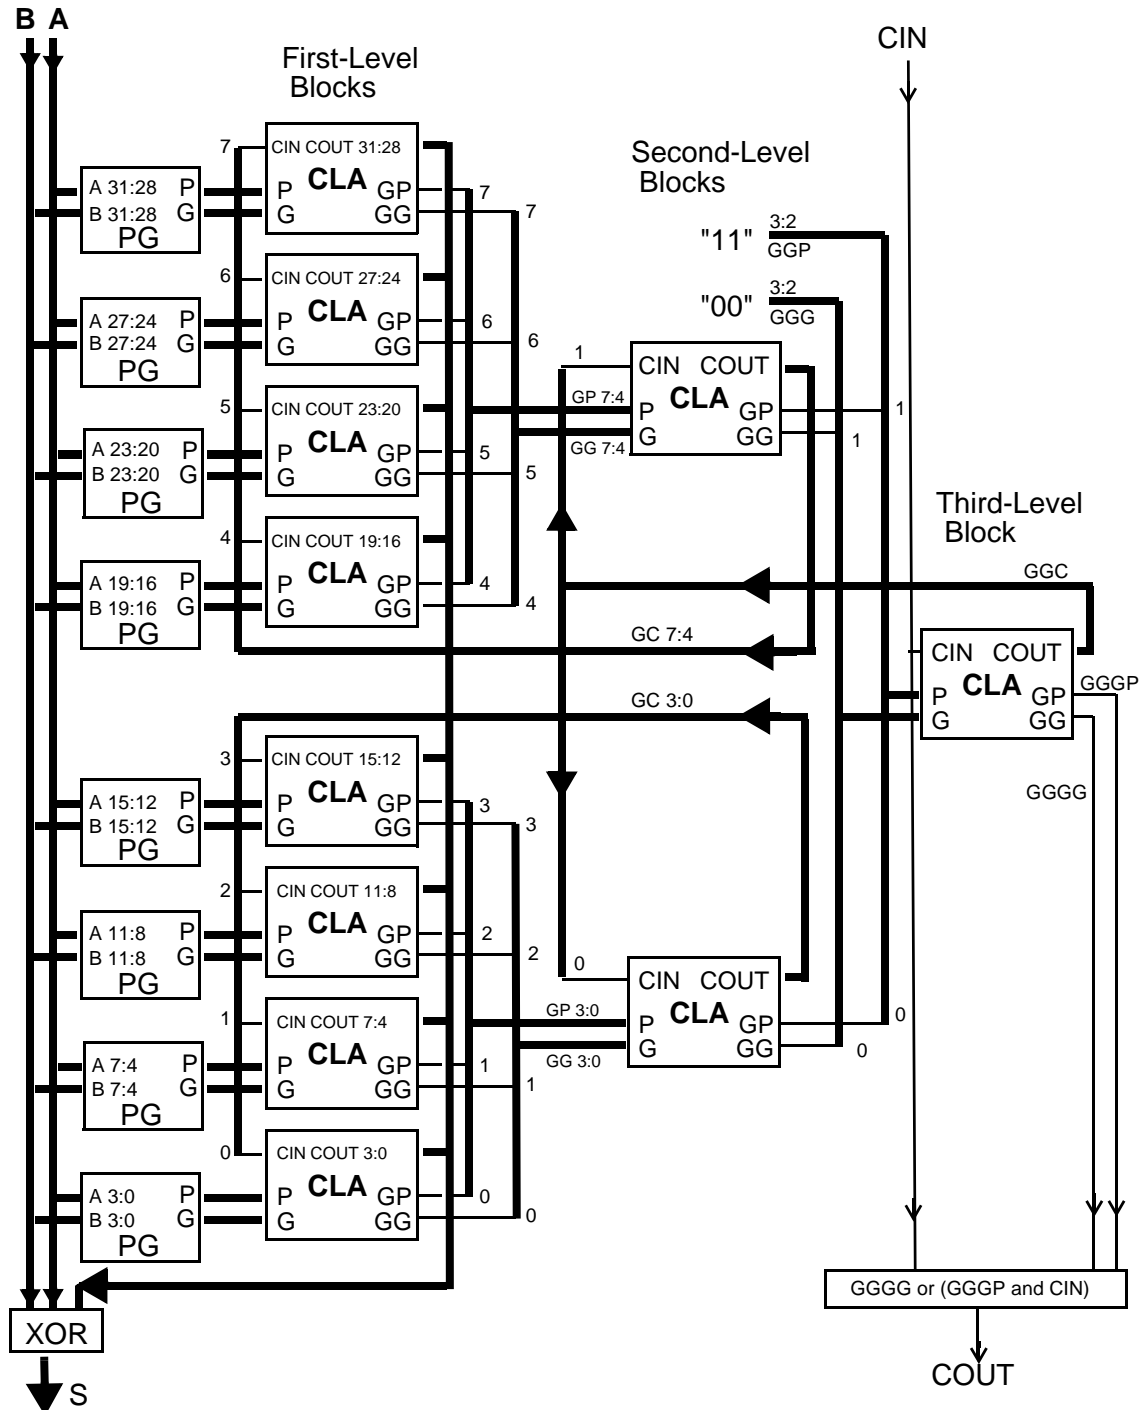 B A
CIN
First-Level
Blocks
Second-Level
Blocks
7
CIN COUT 31:28
CLA
P GP
G GG
7
7
A 31:28 P
B 31:28 G
PG
"11"
3:2
GGP
"00"
3:2
GGG
6
CIN COUT 27:24
CLA
P GP
G GG
6
6
A 27:24 P
B 27:24 G
PG
1
CIN COUT
CLA
P GP
G GG
GP 7:4
GG 7:4
1
1
5
CIN COUT 23:20
CLA
P GP
G GG
5
5
A 23:20 P
B 23:20 G
PG
Third-Level
Block
4
CIN COUT 19:16
CLA
P GP
G GG
4
4
A 19:16 P
B 19:16 G
PG
GGC
GC 7:4
CIN COUT
CLA
P GP
G GG
GGGP
GGGG
GC 3:0
3
CIN COUT 15:12
CLA
P GP
G GG
3
3
A 15:12 P
B 15:12 G
PG
2
CIN COUT 11:8
CLA
P GP
G GG
2
2
A 11:8 P
B 11:8 G
PG
0
CIN COUT
CLA
P GP
G GG
GP 3:0
GG 3:0
0
0
1
CIN COUT 7:4
CLA
P GP
G GG
1
1
A 7:4 P
B 7:4 G
PG
0
CIN COUT 3:0
CLA
P GP
G GG
0
0
A 3:0 P
B 3:0 G
PG
GGGG or (GGGP and CIN)
XOR
COUT
S